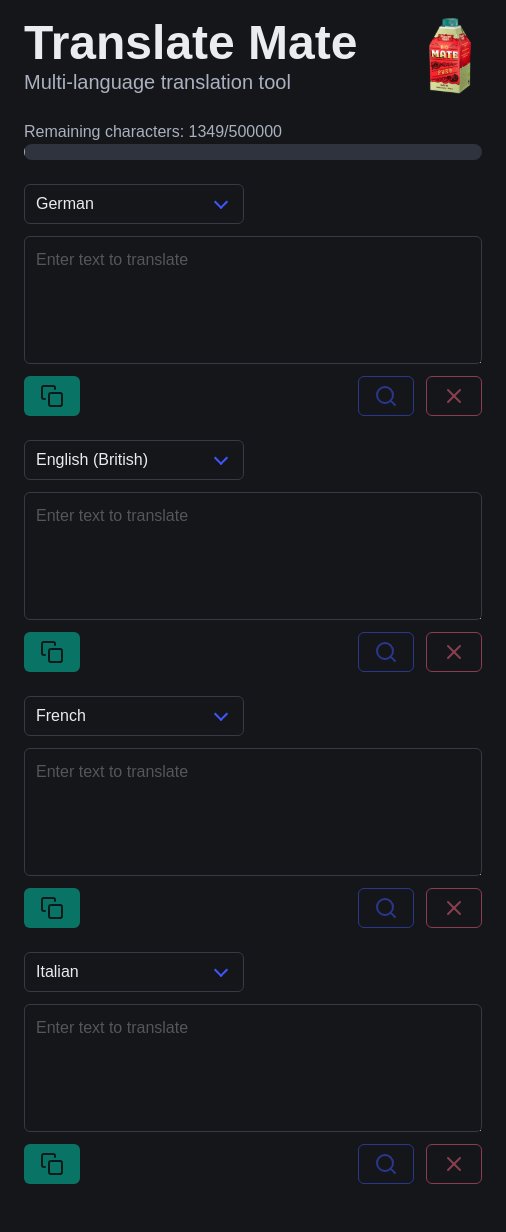 Translate Mate
Multi-language translation tool
MATE
Remaining characters: 1349/500000
German
Enter text to translate
English (British)
Enter text to translate
French
Enter text to translate
Italian
Enter text to translate